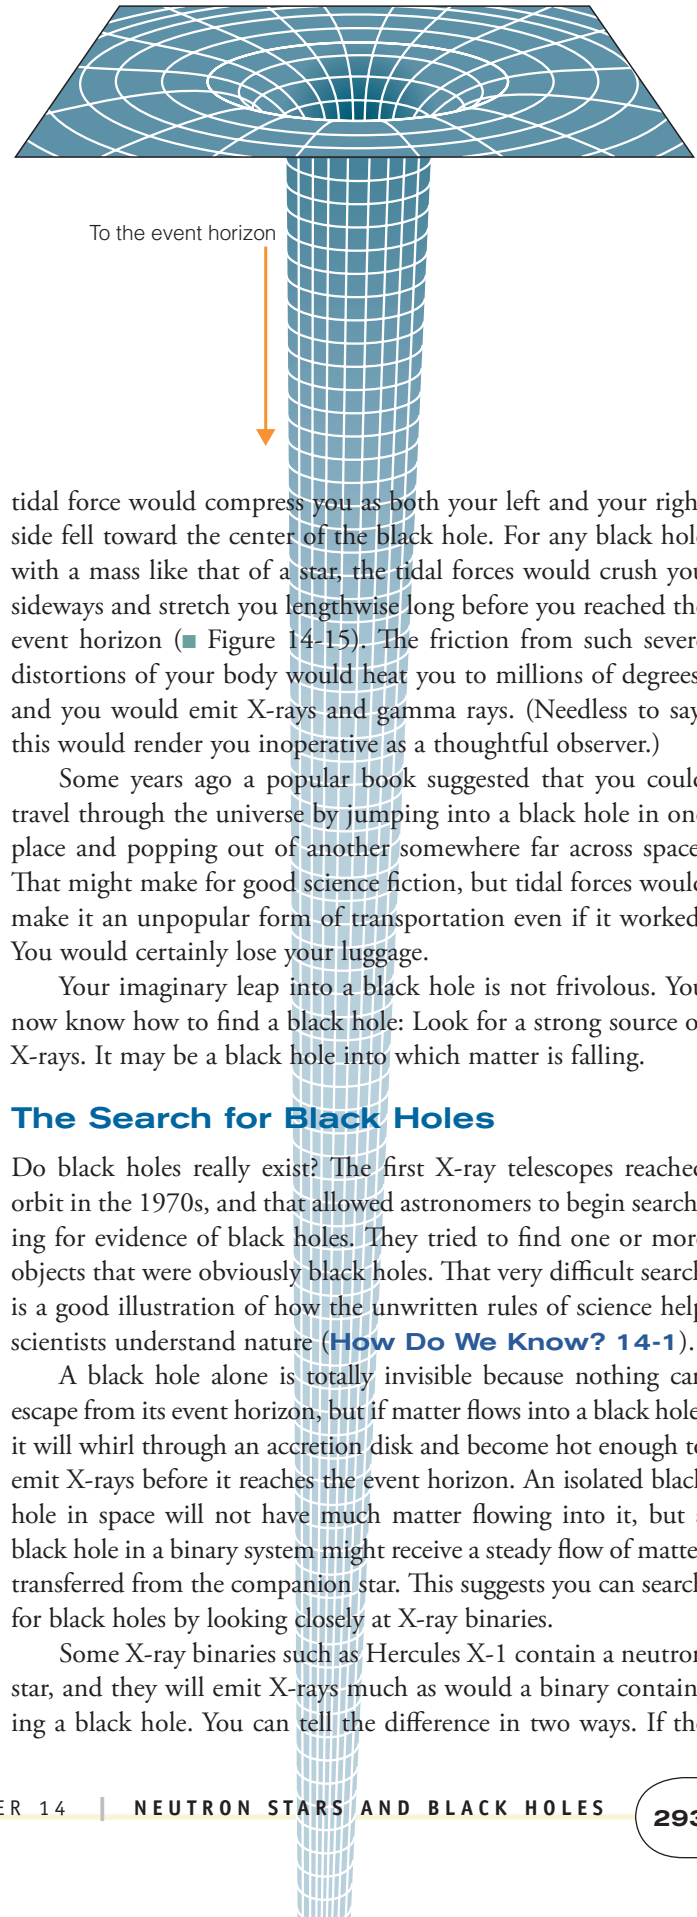 To the event horizon
tidal force would compress you as both your left and your righ
side fell toward the center of the black hole. For any black hol
with a mass like that of a star, the tidal forces would crush you
sideways and stretch you lengthwise long before you reached th
event horizon (■ Figure 14-15). The friction from such sever
distortions of your body would heat you to millions of degrees
and you would emit X-rays and gamma rays. (Needless to say
this would render you inoperative as a thoughtful observer.)
Some years ago a popular book suggested that you could
travel through the universe by jumping into a black hole in on
place and popping out of another somewhere far across space
That might make for good science fiction, but tidal forces would
make it an unpopular form of transportation even if it worked
You would certainly lose your luggage.
Your imaginary leap into a black hole is not frivolous. You
now know how to find a black hole: Look for a strong source o
X-rays. It may be a black hole into which matter is falling.
The Search for Black Holes
Do black holes really exist? The first X-ray telescopes reached
orbit in the 1970s, and that allowed astronomers to begin search
ing for evidence of black holes. They tried to find one or mor
objects that were obviously black holes. That very difficult search
is a good illustration of how the unwritten rules of science help
scientists understand nature (How Do We Know? 14-1).
A black hole alone is totally invisible because nothing can
escape from its event horizon, but if matter flows into a black hole
it will whirl through an accretion disk and become hot enough to
emit X-rays before it reaches the event horizon. An isolated black
hole in space will not have much matter flowing into it, but
black hole in a binary system might receive a steady flow of matte
transferred from the companion star. This suggests you can search
for black holes by looking closely at X-ray binaries.
Some X-ray binaries such as Hercules X-1 contain a neutron
star, and they will emit X-rays much as would a binary contain
ing a black hole. You can tell the difference in two ways. If the
ER 14 | NEUTRON STARS AND BLACK HOLES 293